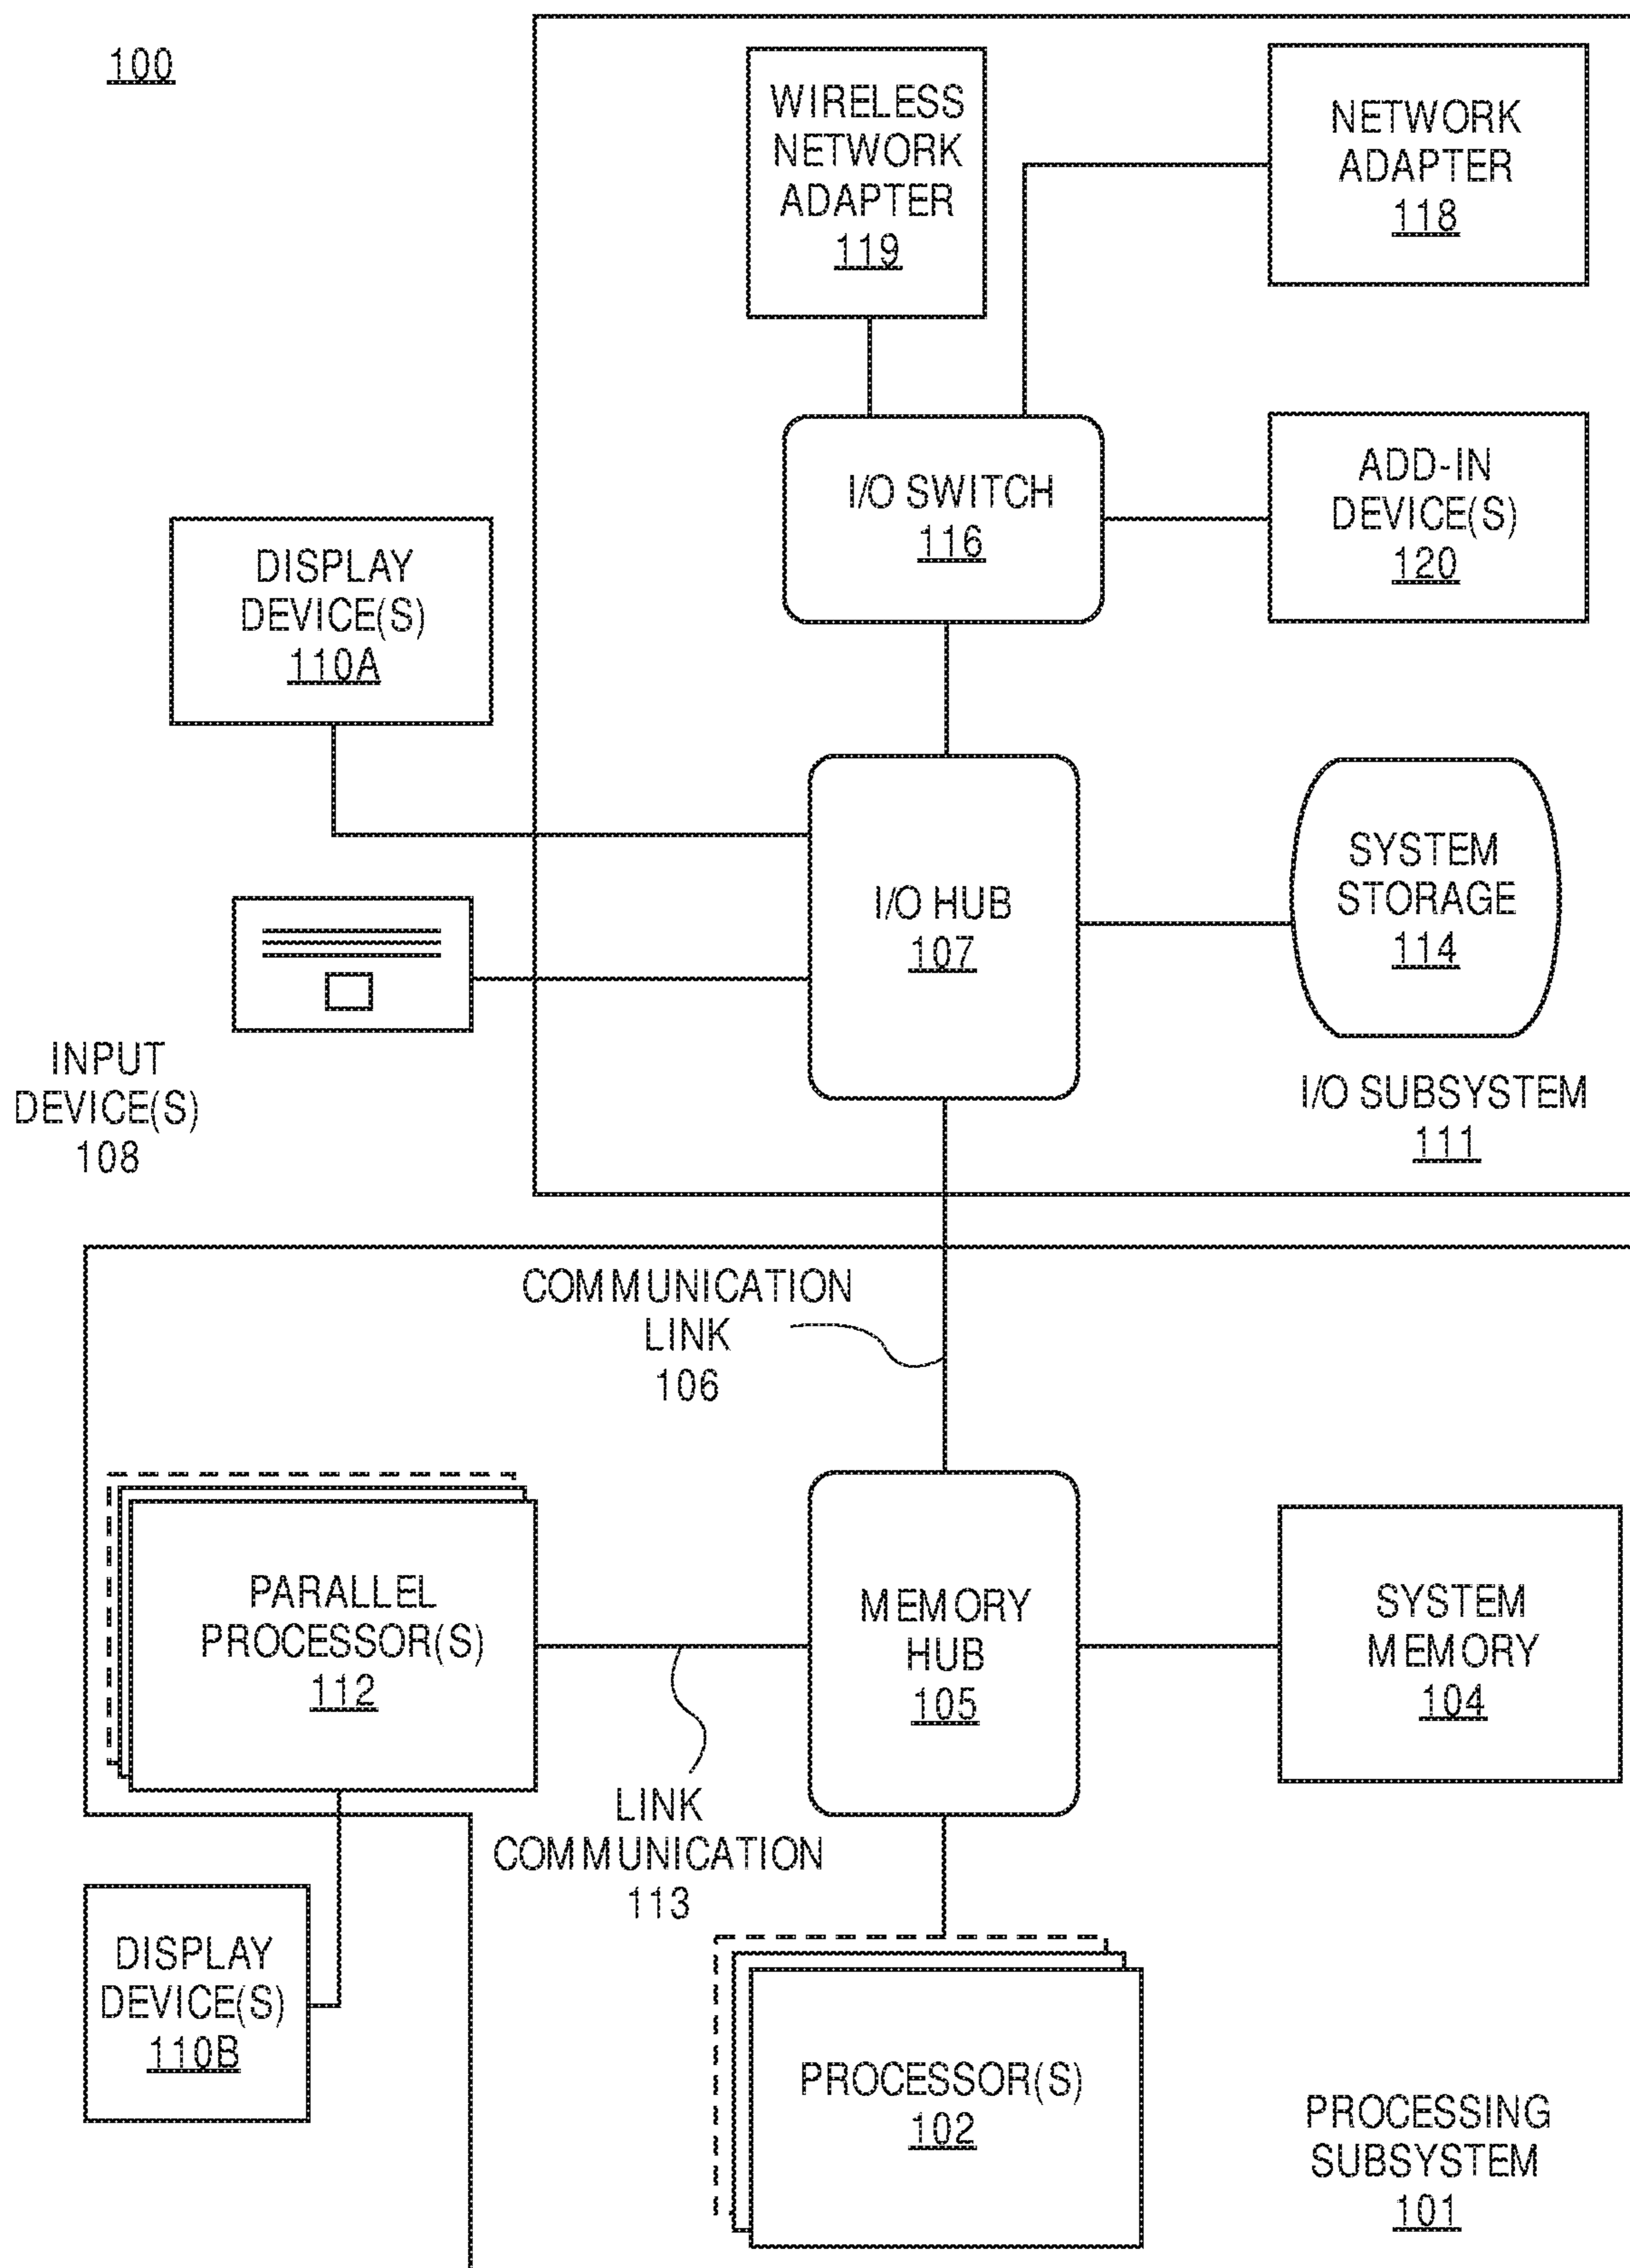 100
WIRELESS
NETWORK
ADAPTER
119
NETWORK
ADAPTER
118
I/O SWITCH
116
ADD-IN
DEVICE(S)
120
DISPLAY
DEVICE(S)
110A
I/O HUB
107
SYSTEM
STORAGE
114
INPUT
DEVICE(S)
108
I/O SUBSYSTEM
111
COMMUNICATION
LINK
106
PARALLEL
PROCESSOR(S)
112
MEMORY
HUB
105
SYSTEM
MEMORY
104
LINK
COMMUNICATION
113
DISPLAY
DEVICE(S)
110B
PROCESSOR(S)
102
PROCESSING
SUBSYSTEM
101